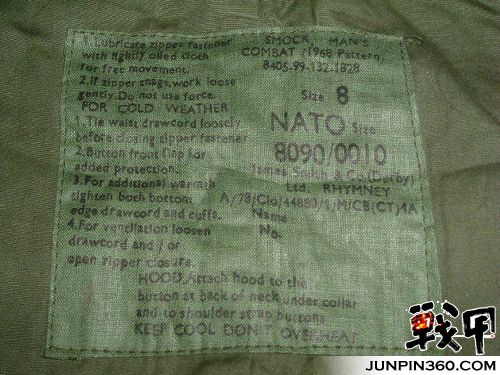 1. Lubricate zipper fastener
with lightly oiled cloth
for free movement.
2. If zipper snags, work loose
gently. Do not use force.
FOR COLD WEATHER
1. Tie waist drawcord loosely
before closing zipper fastener
2. Button front flap for
added protection.
3. For additional warmth
tighten both bottom
edge drawcord and cuffs.
4. For ventilation loosen
drawcord and / or
open zipper closure.
SMOCK, MAN'S
COMBAT (1968 Pattern)
8405-99-132-1828
Size 8
NATO Size
8090/0010
James Smith & Co (Derby)
Ltd. RHYMNEY
A/78/Clo/44883/1, M/CB(CT)4A
Name
No.
HOOD, Attach hood to the
button at back of neck under collar
and to shoulder strap buttons
KEEP COOL DON'T OVERHEAT
戦甲
JUNPIN360.COM